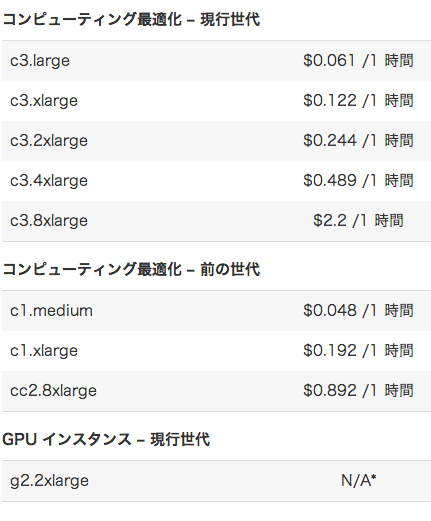 コンピューティング最適化 – 現行世代
c3.large $0.061 /1 時間
c3.xlarge $0.122 /1 時間
c3.2xlarge $0.244 /1 時間
c3.4xlarge $0.489 /1 時間
c3.8xlarge $2.2 /1 時間
コンピューティング最適化 – 前の世代
c1.medium $0.048 /1 時間
c1.xlarge $0.192 /1 時間
cc2.8xlarge $0.892 /1 時間
GPU インスタンス – 現行世代
g2.2xlarge N/A*